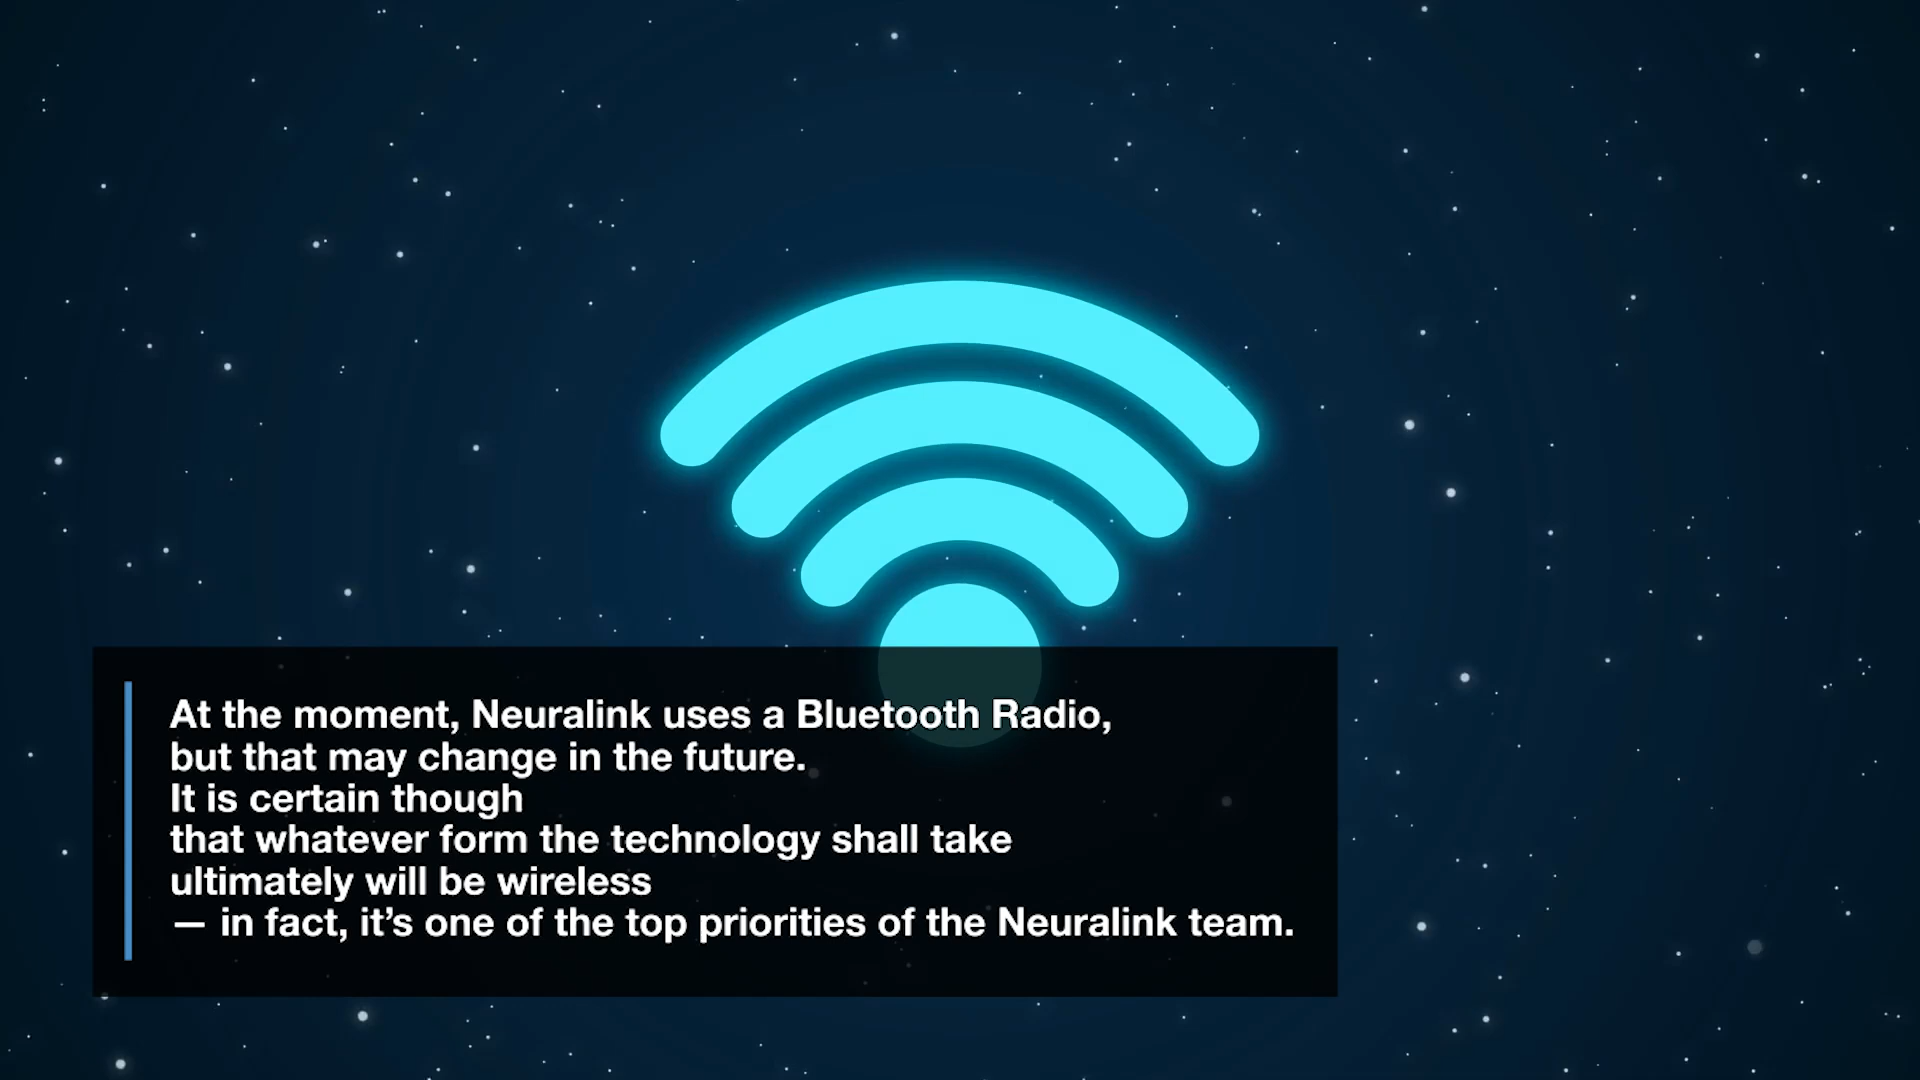 At the moment, Neuralink uses a Bluetooth Radio,
but that may change in the future.
It is certain though
that whatever form the technology shall take
ultimately will be wireless
— in fact, it’s one of the top priorities of the Neuralink team.